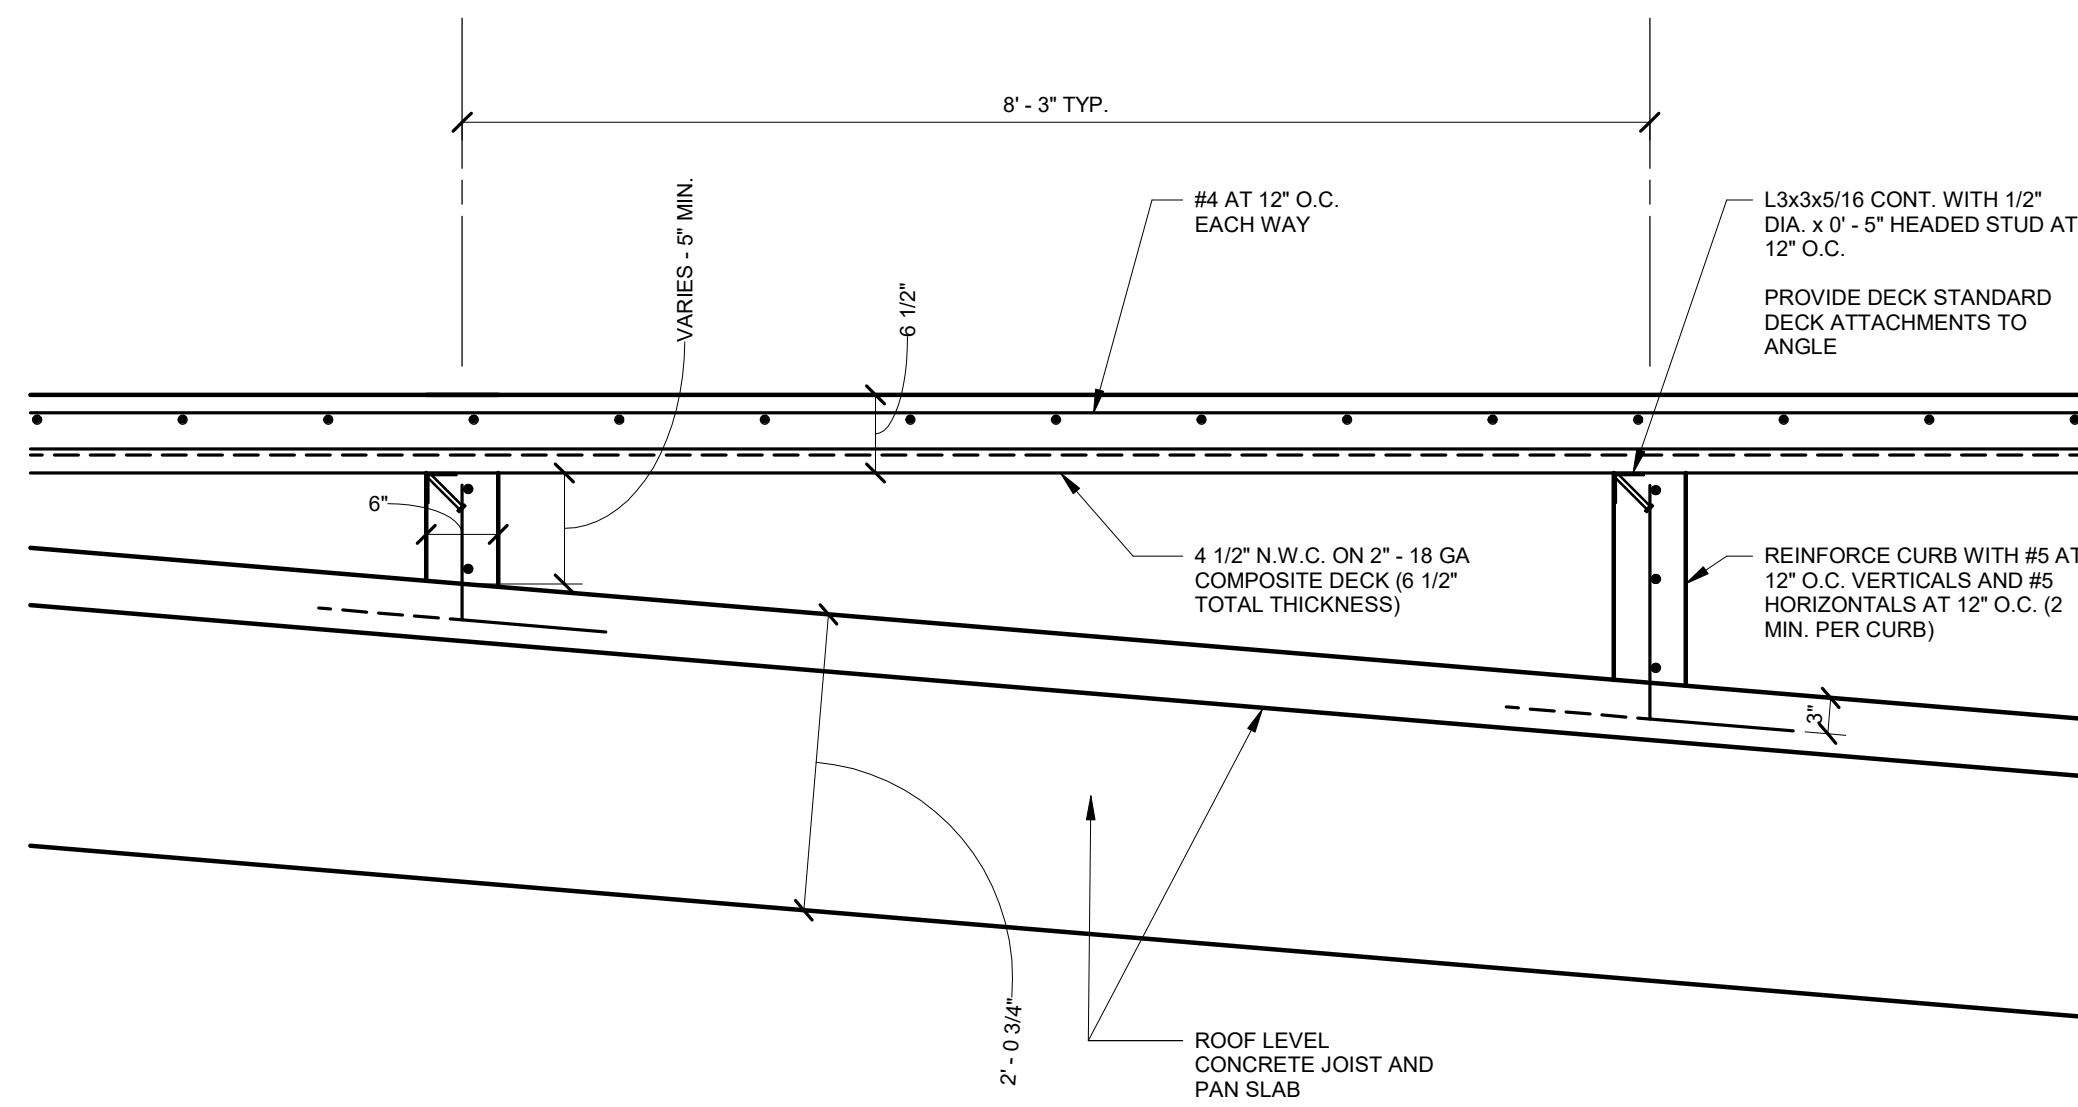 8' - 3" TYP.
VARIES - 5" MIN.
6 1/2"
#4 AT 12" O.C.
EACH WAY
L3x3x5/16 CONT. WITH 1/2"
DIA. x 0' - 5" HEADED STUD AT
12" O.C.
PROVIDE DECK STANDARD
DECK ATTACHMENTS TO
ANGLE
6"
4 1/2" N.W.C. ON 2" - 18 GA
COMPOSITE DECK (6 1/2"
TOTAL THICKNESS)
REINFORCE CURB WITH #5 AT
12" O.C. VERTICALS AND #5
HORIZONTALS AT 12" O.C. (2
MIN. PER CURB)
3"
2' - 0 3/4"
ROOF LEVEL
CONCRETE JOIST AND
PAN SLAB